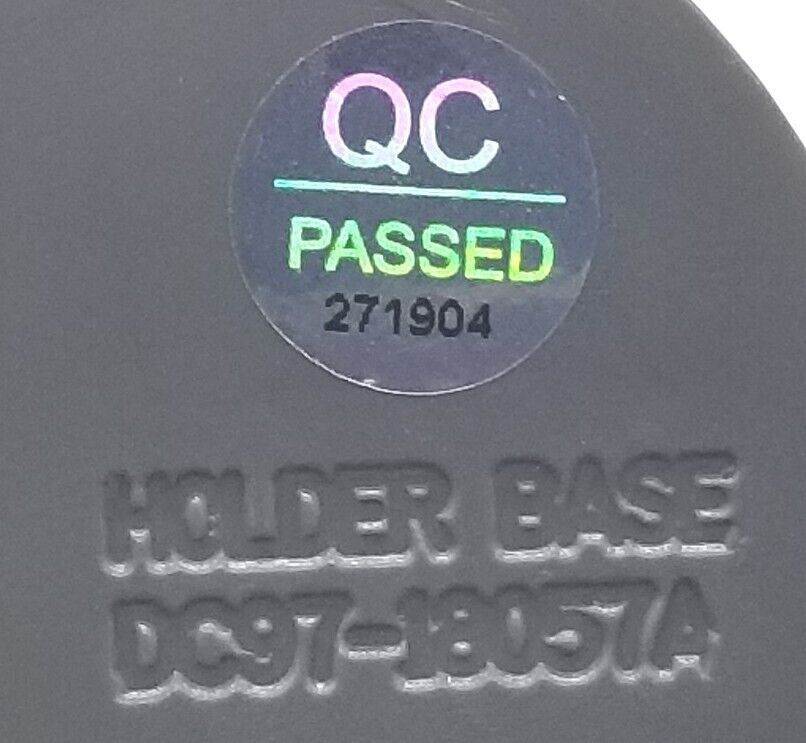 QC
PASSED
271904
HOLDER BASE
DC97-18057A